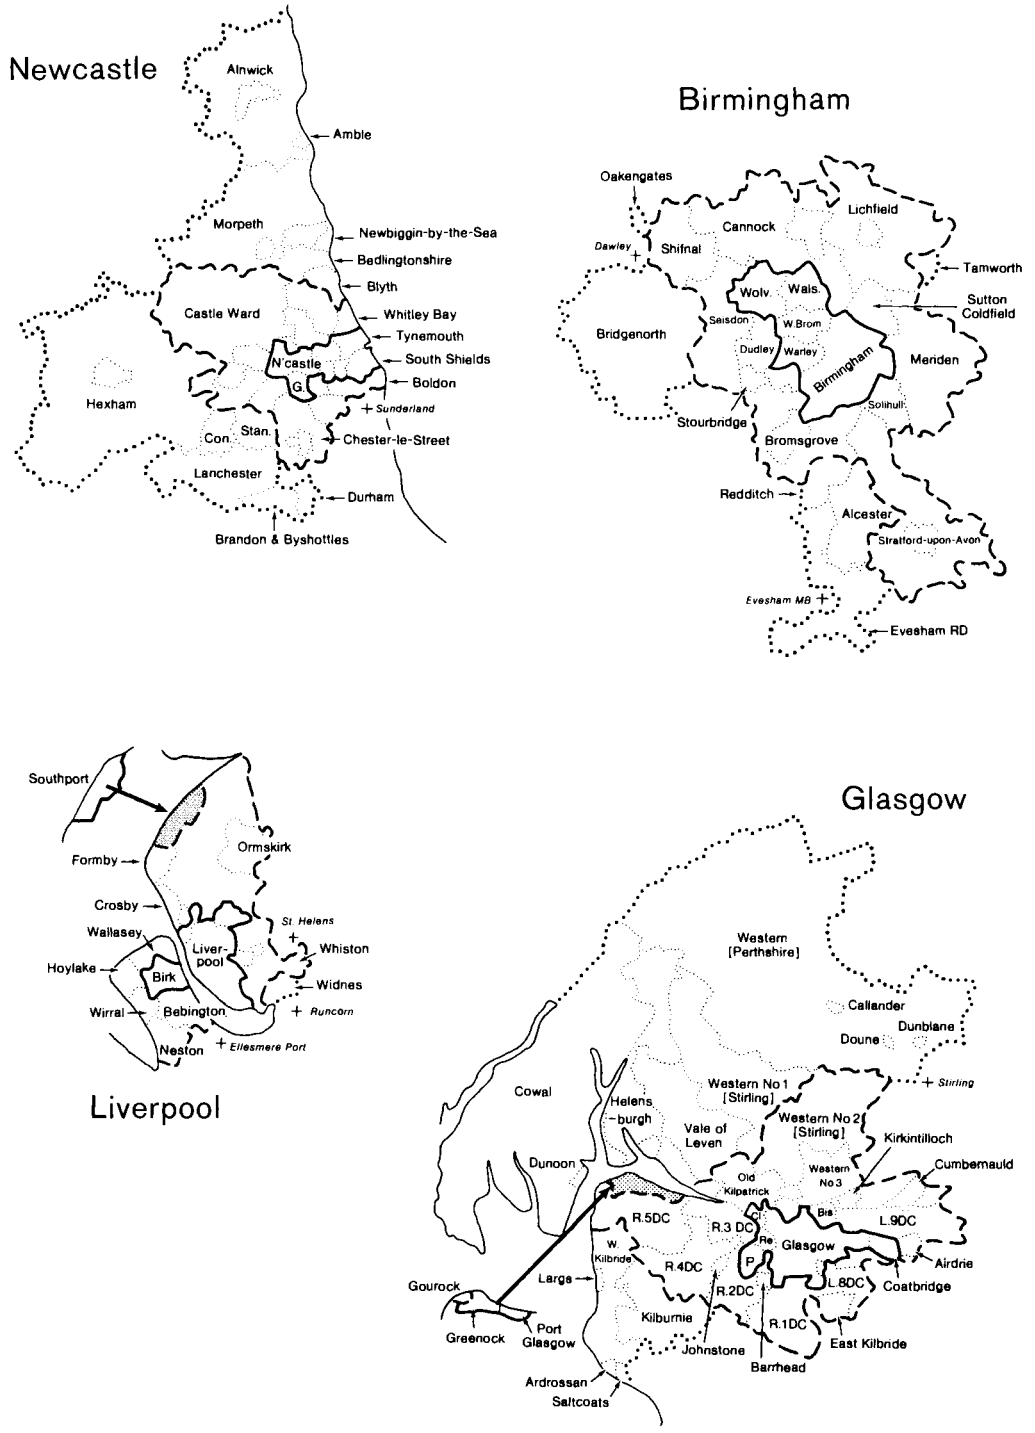 Newcastle
Alnwick
Amble
Morpeth
Newbiggin-by-the-Sea
Bedlingtonshire
Blyth
Castle Ward
Whitley Bay
Tynemouth
N'castle
South Shields
G.
Boldon
Hexham
Sunderland
Con.
Stan.
Chester-le-Street
Lanchester
Durham
Brandon & Byshottles
Birmingham
Oakengates
Lichfield
Cannock
Dawley
Shifnal
Tamworth
Wolv.
Wals.
Sutton
Coldfield
Bridgenorth
Seisdon
W.Brom
Dudley
Warley
Birmingham
Meriden
Stourbridge
Solihull
Bromsgrove
Redditch
Alcester
Stratford-upon-Avon
Evesham MB
Evesham RD
Southport
Ormskirk
Formby
Crosby
St. Helens
Wallasey
Liver-
pool
Whiston
Hoylake
Birk
Widnes
Wirral
Bebington
Runcorn
Neston
Ellesmere Port
Liverpool
Glasgow
Western
[Perthshire]
Callander
Dunblane
Doune
Stirling
Cowal
Helens
-burgh
Western No 1
[Stirling]
Vale of
Leven
Western No 2
[Stirling]
Kirkintilloch
Dunoon
Old
Kilpatrick
Western
No 3
Cumbernauld
R.5DC
R.3 DC
Cl
Bis
L.9DC
W.
Kilbride
Re
Glasgow
P
R.4DC
Airdrie
Largs
R.2DC
L.8DC
Coatbridge
Gourock
Greenock
Port
Glasgow
Kilburnie
R.1DC
Johnstone
East Kilbride
Barrhead
Ardrossan
Saltcoats